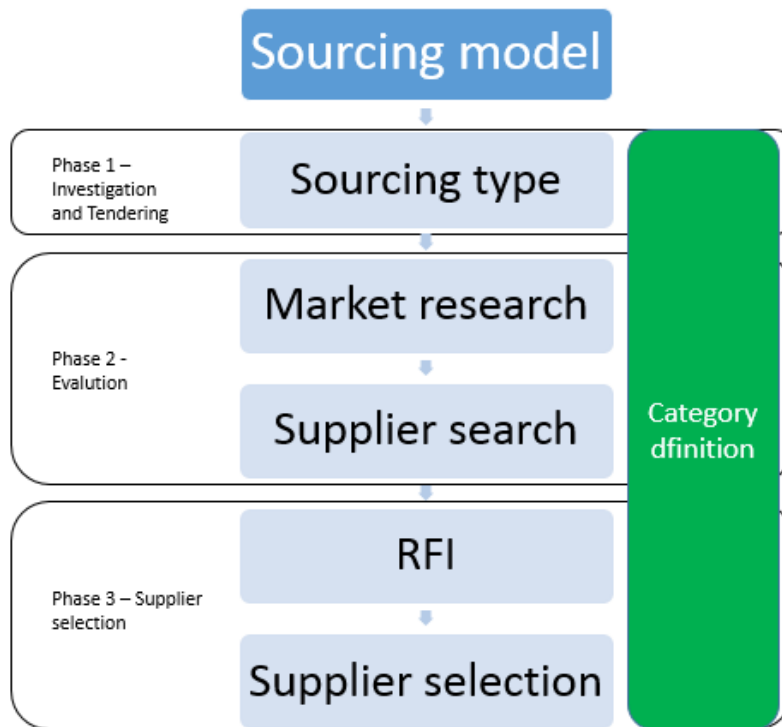 Sourcing model
Phase 1 –
Investigation
and Tendering
Sourcing type
Market research
Phase 2 -
Evalution
Supplier search
Category
dfinition
RFI
Phase 3 – Supplier
selection
Supplier selection